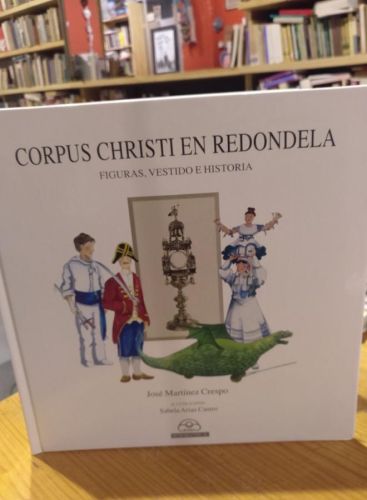 CORPUS CHRISTI EN REDONDELA
FIGURAS, VESTIDO E HISTORIA
José Martínez Crespo
Sabela Arias Castro